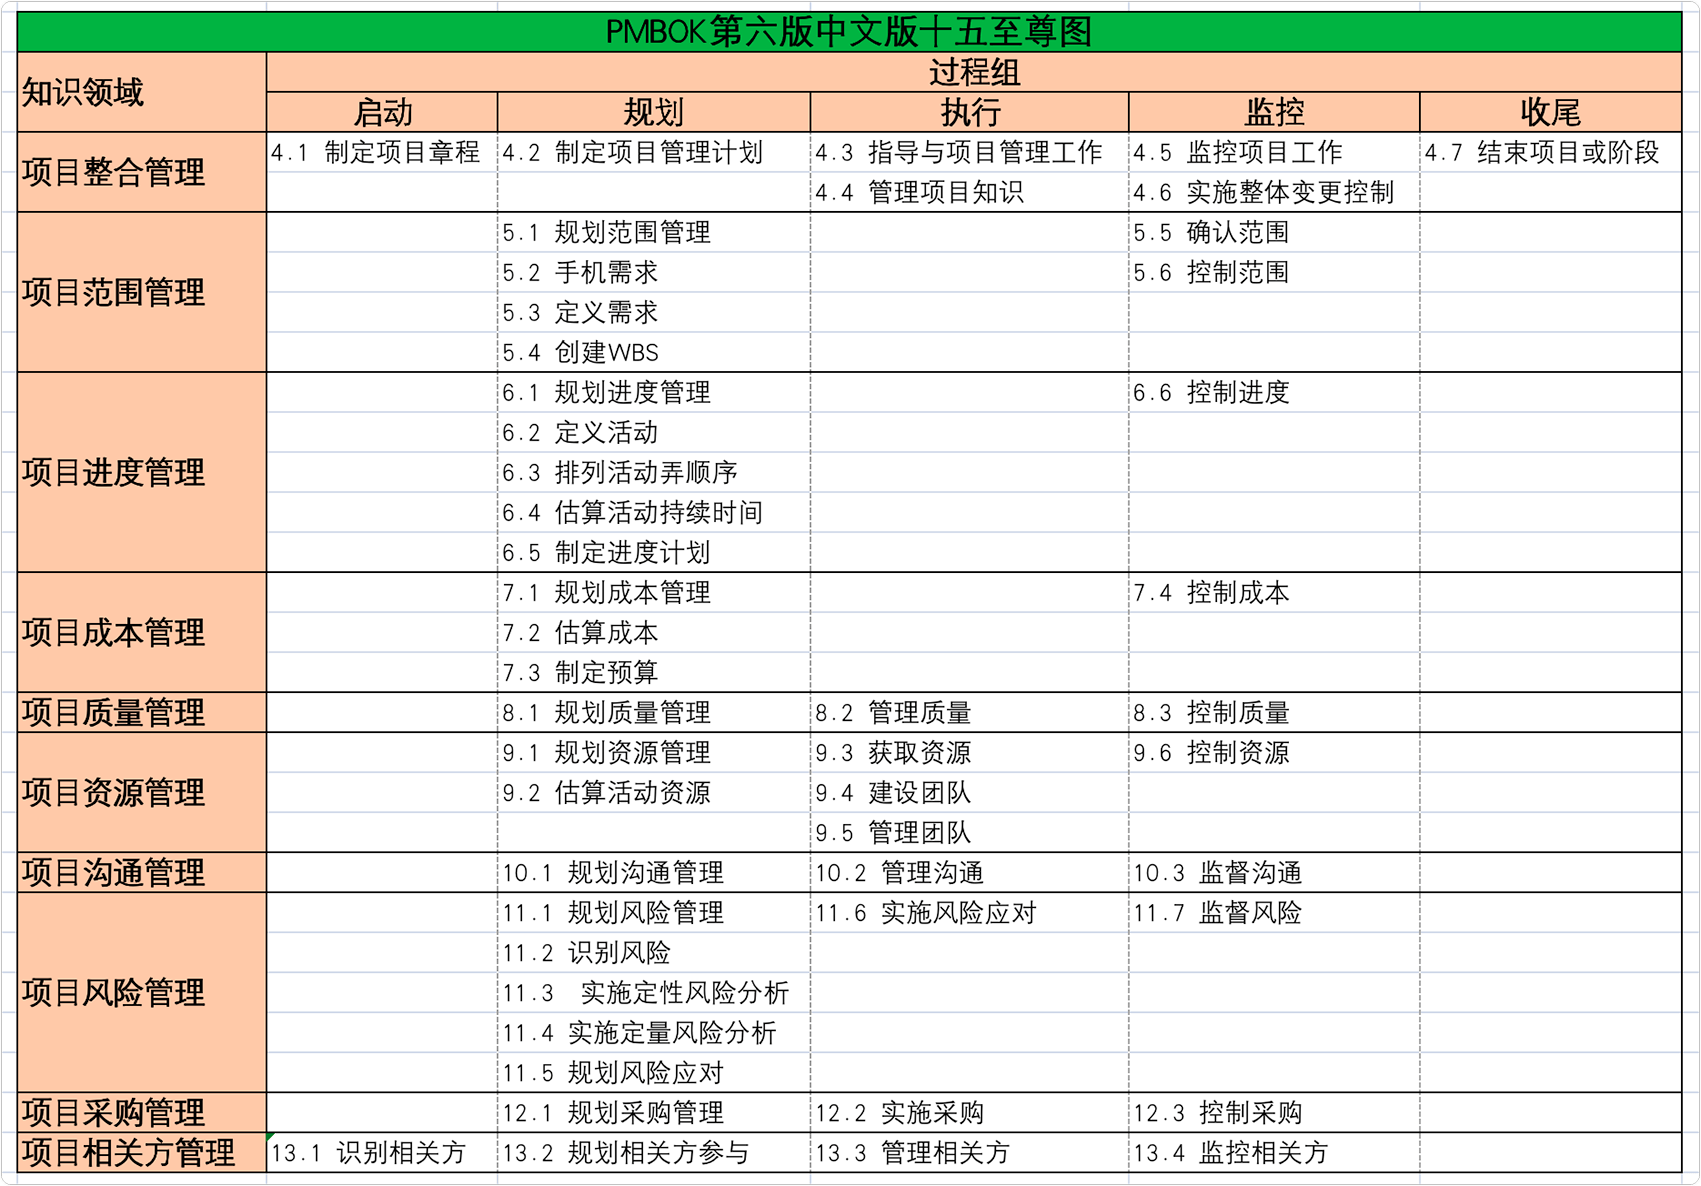 PMBOK第六版中文版十五至尊图
知识领域
过程组
启动 规划 执行 监控 收尾
项目整合管理
4.1 制定项目章程 4.2 制定项目管理计划 4.3 指导与项目管理工作 4.5 监控项目工作 4.7 结束项目或阶段
4.4 管理项目知识 4.6 实施整体变更控制
项目范围管理
5.1 规划范围管理 5.5 确认范围
5.2 手机需求 5.6 控制范围
5.3 定义需求
5.4 创建WBS
项目进度管理
6.1 规划进度管理 6.6 控制进度
6.2 定义活动
6.3 排列活动弄顺序
6.4 估算活动持续时间
6.5 制定进度计划
项目成本管理
7.1 规划成本管理 7.4 控制成本
7.2 估算成本
7.3 制定预算
项目质量管理 8.1 规划质量管理 8.2 管理质量 8.3 控制质量
项目资源管理
9.1 规划资源管理 9.3 获取资源 9.6 控制资源
9.2 估算活动资源 9.4 建设团队
9.5 管理团队
项目沟通管理 10.1 规划沟通管理 10.2 管理沟通 10.3 监督沟通
项目风险管理
11.1 规划风险管理 11.6 实施风险应对 11.7 监督风险
11.2 识别风险
11.3 实施定性风险分析
11.4 实施定量风险分析
11.5 规划风险应对
项目采购管理 12.1 规划采购管理 12.2 实施采购 12.3 控制采购
项目相关方管理 13.1 识别相关方 13.2 规划相关方参与 13.3 管理相关方 13.4 监控相关方